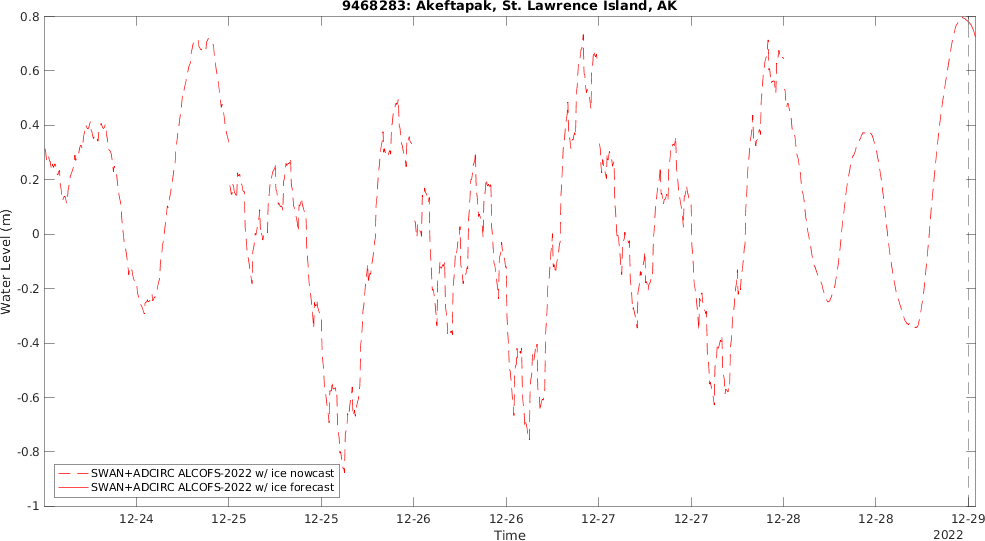 9468283: Akeftapak, St. Lawrence Island, AK
0.8
0.6
0.4
0.2
0
-0.2
-0.4
-0.6
-0.8
-1
Water Level (m)
SWAN+ADCIRC ALCOFS-2022 w/ ice nowcast
SWAN+ADCIRC ALCOFS-2022 w/ ice forecast
12-24 12-25 12-25 12-26 12-26 12-27 12-27 12-28 12-28 12-29
Time
2022